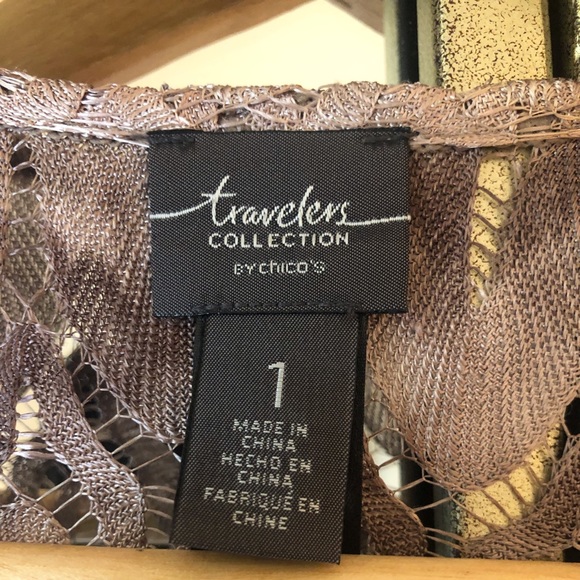 travelers
COLLECTION
BY chico's
1
MADE IN
CHINA
HECHO EN
CHINA
FABRIQUÉ EN
CHINE